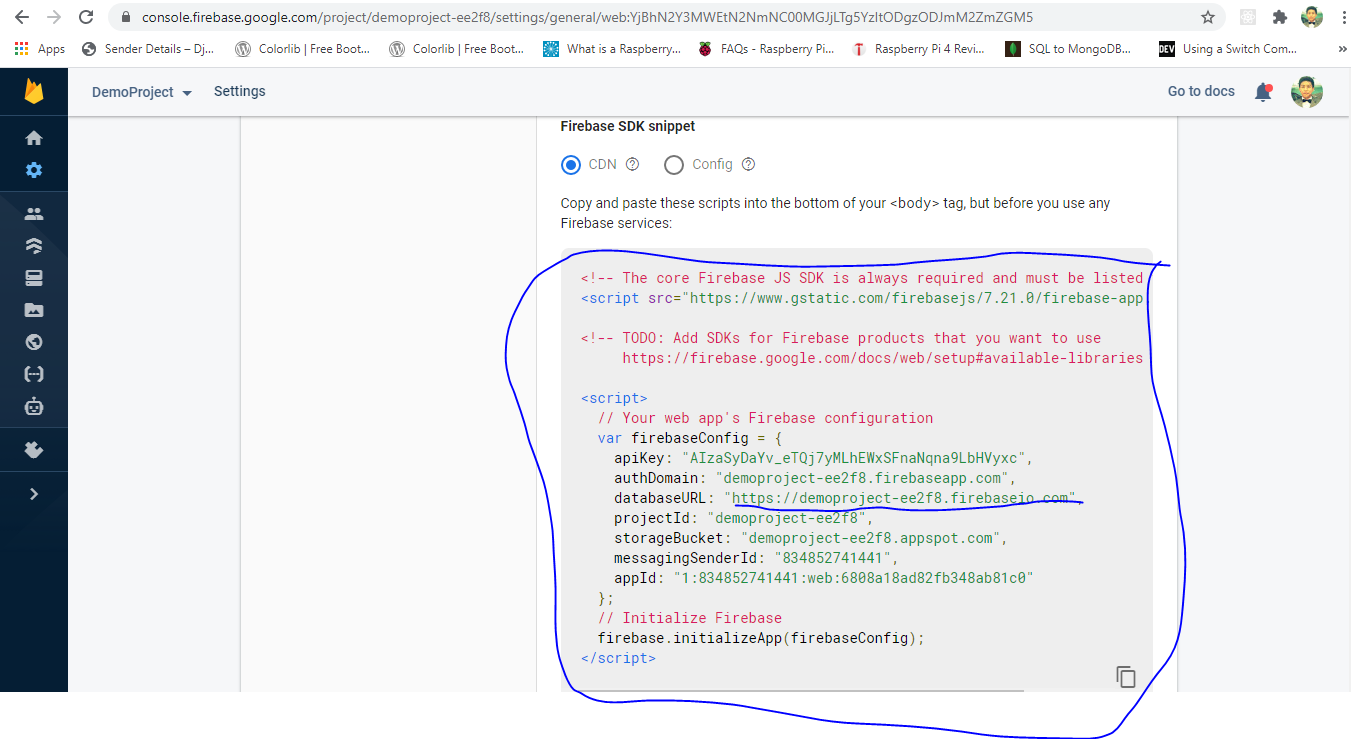 console.firebase.google.com/project/demoproject-ee2f8/settings/general/web:YjBhN2Y3MWEtN2NmNC00MGJjLTg5YzItODgzODJmM2ZmZGM5
Apps
Sender Details – Dj...
Colorlib | Free Boot...
Colorlib | Free Boot...
What is a Raspberry...
FAQs - Raspberry Pi...
Raspberry Pi 4 Revi...
SQL to MongoDB...
DEV
Using a Switch Com...
»
DemoProject
Settings
Go to docs
Firebase SDK snippet
CDN
Config
Copy and paste these scripts into the bottom of your <body> tag, but before you use any
Firebase services:
<!-- The core Firebase JS SDK is always required and must be listed
<script src="https://www.gstatic.com/firebasejs/7.21.0/firebase-app
<!-- TODO: Add SDKs for Firebase products that you want to use
https://firebase.google.com/docs/web/setup#available-libraries
<script>
// Your web app's Firebase configuration
var firebaseConfig = {
apiKey: "AIzaSyDaYv_eTQj7yMLhEWxSFnaNqna9LbHVyxc",
authDomain: "demoproject-ee2f8.firebaseapp.com",
databaseURL: "https://demoproject-ee2f8.firebaseio.com",
projectId: "demoproject-ee2f8",
storageBucket: "demoproject-ee2f8.appspot.com",
messagingSenderId: "834852741441",
appId: "1:834852741441:web:6808a18ad82fb348ab81c0"
};
// Initialize Firebase
firebase.initializeApp(firebaseConfig);
</script>